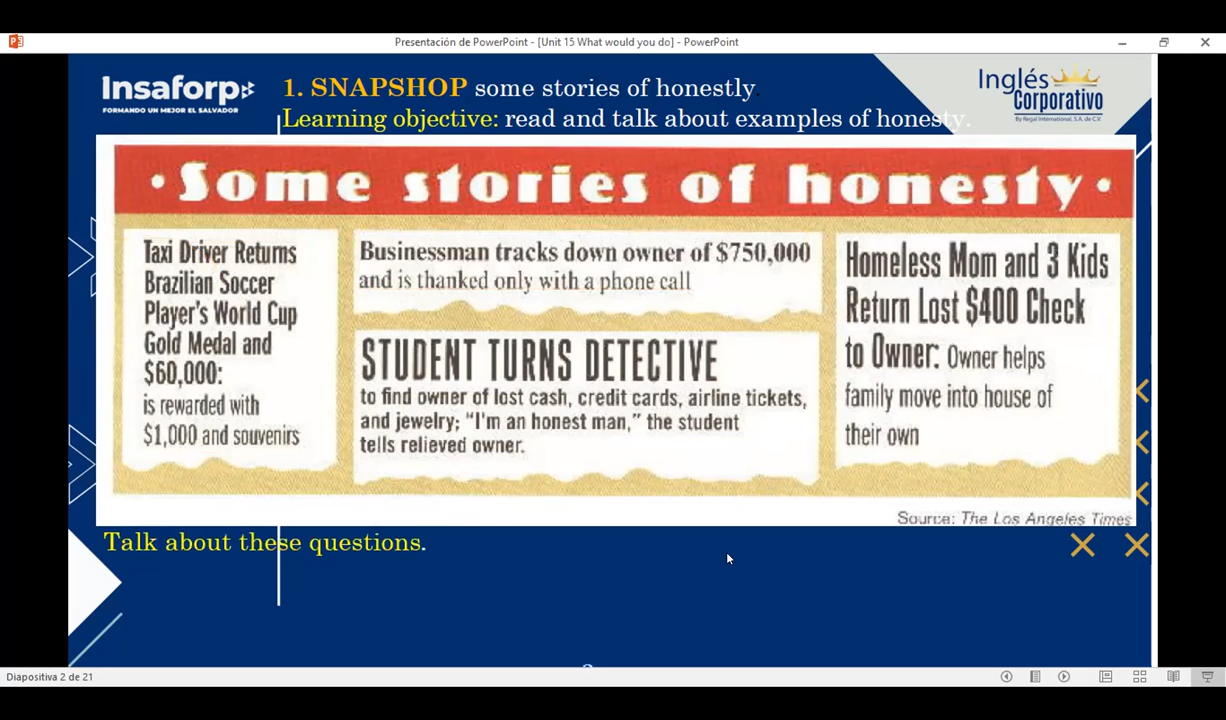 Presentación de PowerPoint - [Unit 15 What would you do] - PowerPoint
Insaforp
FORMANDO UN MEJOR EL SALVADOR
1. SNAPSHOP some stories of honestly.
Learning objective: read and talk about examples of honesty.
Inglés
Corporativo
By Regal International, S.A. de C.V.
• Some stories of honesty •
Taxi Driver Returns
Brazilian Soccer
Player's World Cup
Gold Medal and
$60,000:
is rewarded with
$1,000 and souvenirs
Businessman tracks down owner of $750,000
and is thanked only with a phone call
STUDENT TURNS DETECTIVE
to find owner of lost cash, credit cards, airline tickets,
and jewelry; “I'm an honest man,” the student
tells relieved owner.
Homeless Mom and 3 Kids
Return Lost $400 Check
to Owner: Owner helps
family move into house of
their own
Source: The Los Angeles Times
Talk about these questions.
Diapositiva 2 de 21